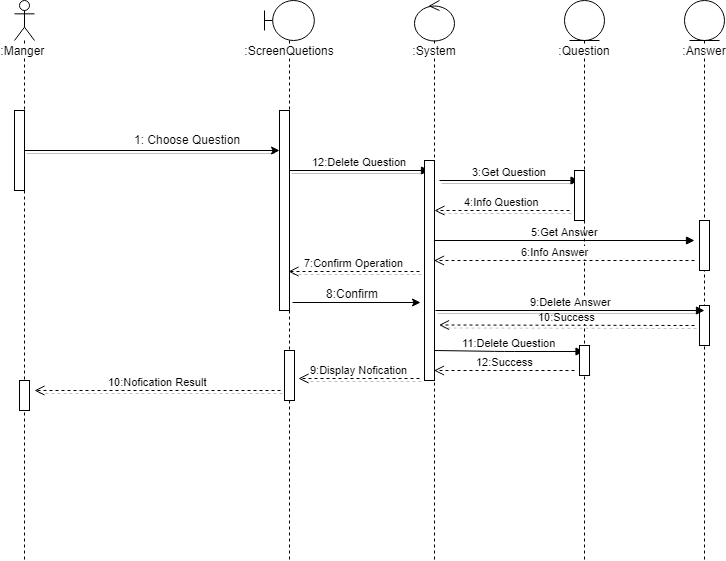 :Manger
:ScreenQuetions
:System
:Question
:Answer
1: Choose Question
12:Delete Question
3:Get Question
4:Info Question
5:Get Answer
6:Info Answer
7:Confirm Operation
8:Confirm
9:Delete Answer
10:Success
11:Delete Question
12:Success
9:Display Nofication
10:Nofication Result